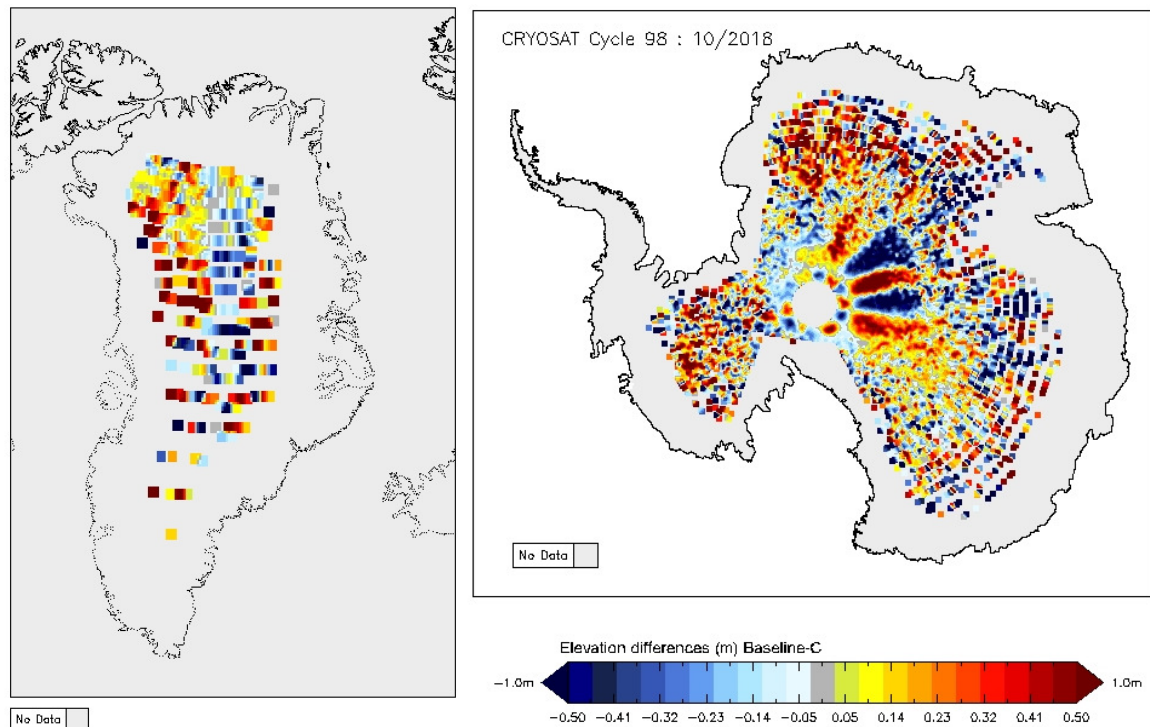 CRYOSAT Cycle 98 : 10/2018
No Data
Elevation differences (m) Baseline-C
-1.0m 1.0m
-0.50 -0.41 -0.32 -0.23 -0.14 -0.05 0.05 0.14 0.23 0.32 0.41 0.50
No Data